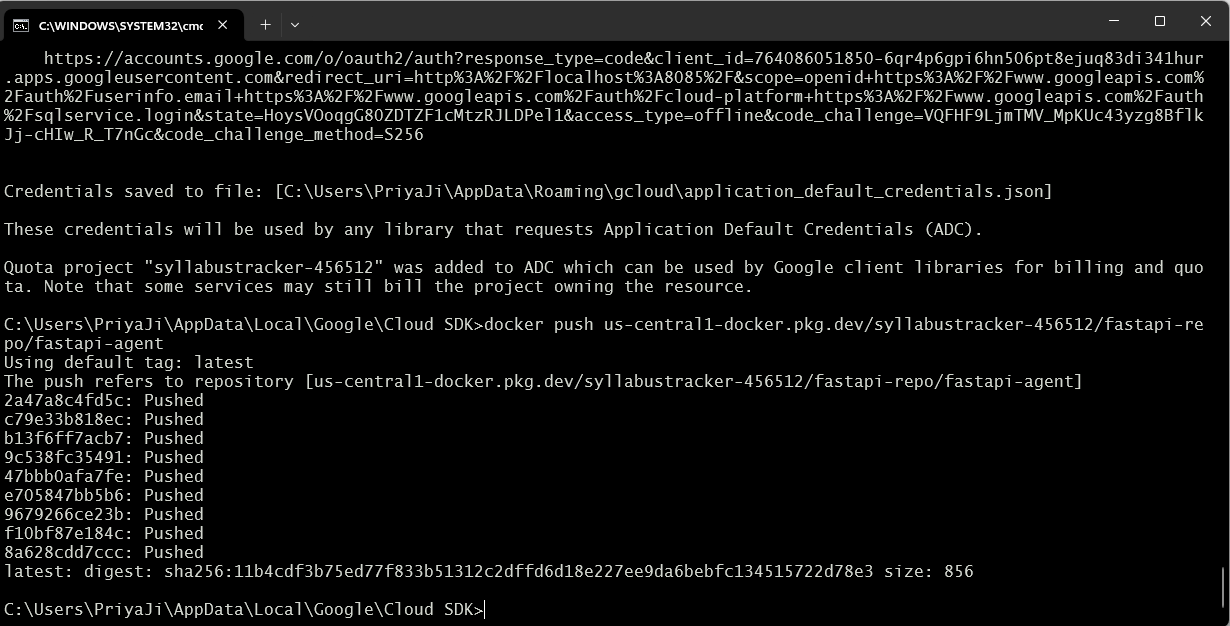 C:\WINDOWS\SYSTEM32\cmc
https://accounts.google.com/o/oauth2/auth?response_type=code&client_id=764086051850-6qr4p6gpi6hn506pt8ejuq83di341hur
.apps.googleusercontent.com&redirect_uri=http%3A%2F%2Flocalhost%3A8085%2F&scope=openid+https%3A%2F%2Fwww.googleapis.com%
2Fauth%2Fuserinfo.email+https%3A%2F%2Fwww.googleapis.com%2Fauth%2Fcloud-platform+https%3A%2F%2Fwww.googleapis.com%2Fauth
%2Fsqlservice.login&state=HoysVOoqgG8OZDTZF1cMtzRJLDPel1&access_type=offline&code_challenge=VQFHF9LjmTMV_MpKUc43yzg8Bflk
Jj-cHIw_R_T7nGc&code_challenge_method=S256
Credentials saved to file: [C:\Users\PriyaJi\AppData\Roaming\gcloud\application_default_credentials.json]
These credentials will be used by any library that requests Application Default Credentials (ADC).
Quota project "syllabustracker-456512" was added to ADC which can be used by Google client libraries for billing and quo
ta. Note that some services may still bill the project owning the resource.
C:\Users\PriyaJi\AppData\Local\Google\Cloud SDK>docker push us-central1-docker.pkg.dev/syllabustracker-456512/fastapi-re
po/fastapi-agent
Using default tag: latest
The push refers to repository [us-central1-docker.pkg.dev/syllabustracker-456512/fastapi-repo/fastapi-agent]
2a47a8c4fd5c: Pushed
c79e33b818ec: Pushed
b13f6ff7acb7: Pushed
9c538fc35491: Pushed
47bbb0afa7fe: Pushed
e705847bb5b6: Pushed
9679266ce23b: Pushed
f10bf87e184c: Pushed
8a628cdd7ccc: Pushed
latest: digest: sha256:11b4cdf3b75ed77f833b51312c2dffd6d18e227ee9da6bebfc134515722d78e3 size: 856
C:\Users\PriyaJi\AppData\Local\Google\Cloud SDK>